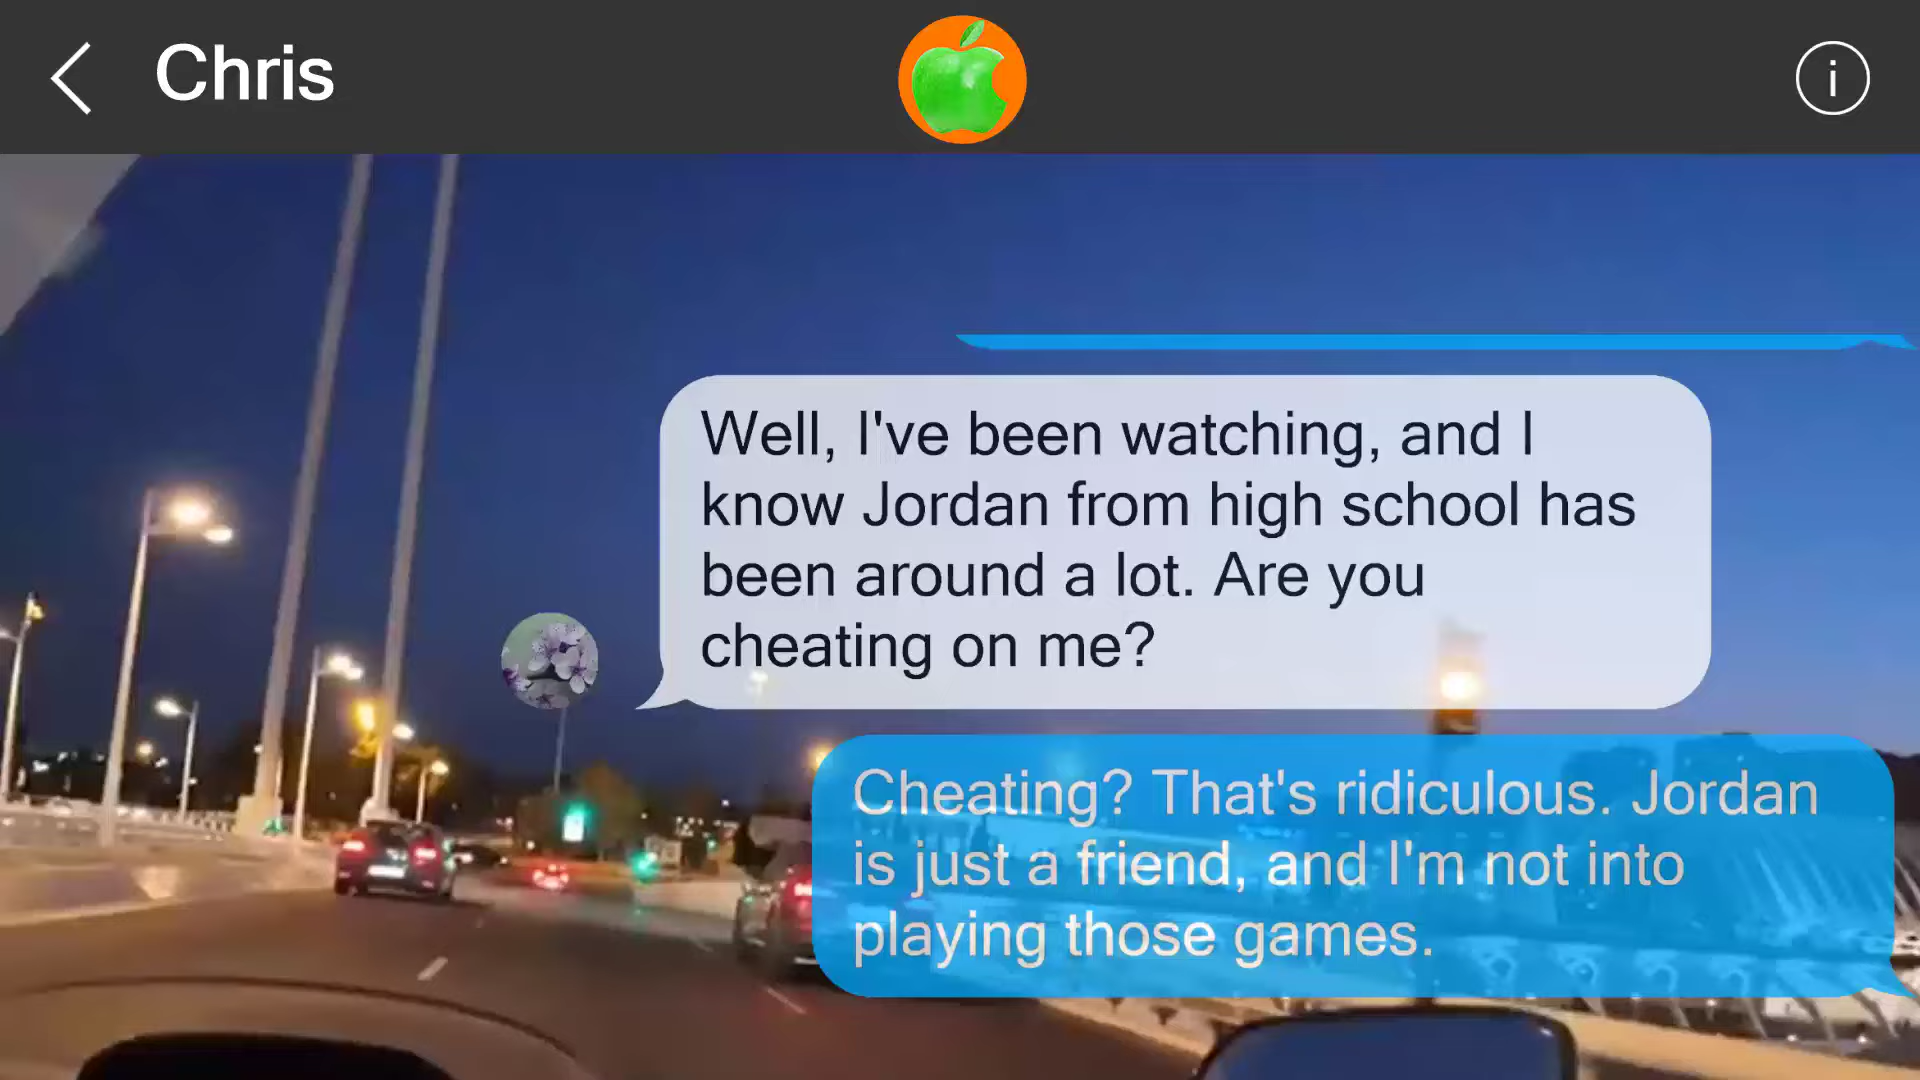 Chris
i
Well, I've been watching, and I
know Jordan from high school has
been around a lot. Are you
cheating on me?
Cheating? That's ridiculous. Jordan
is just a friend, and I'm not into
playing those games.